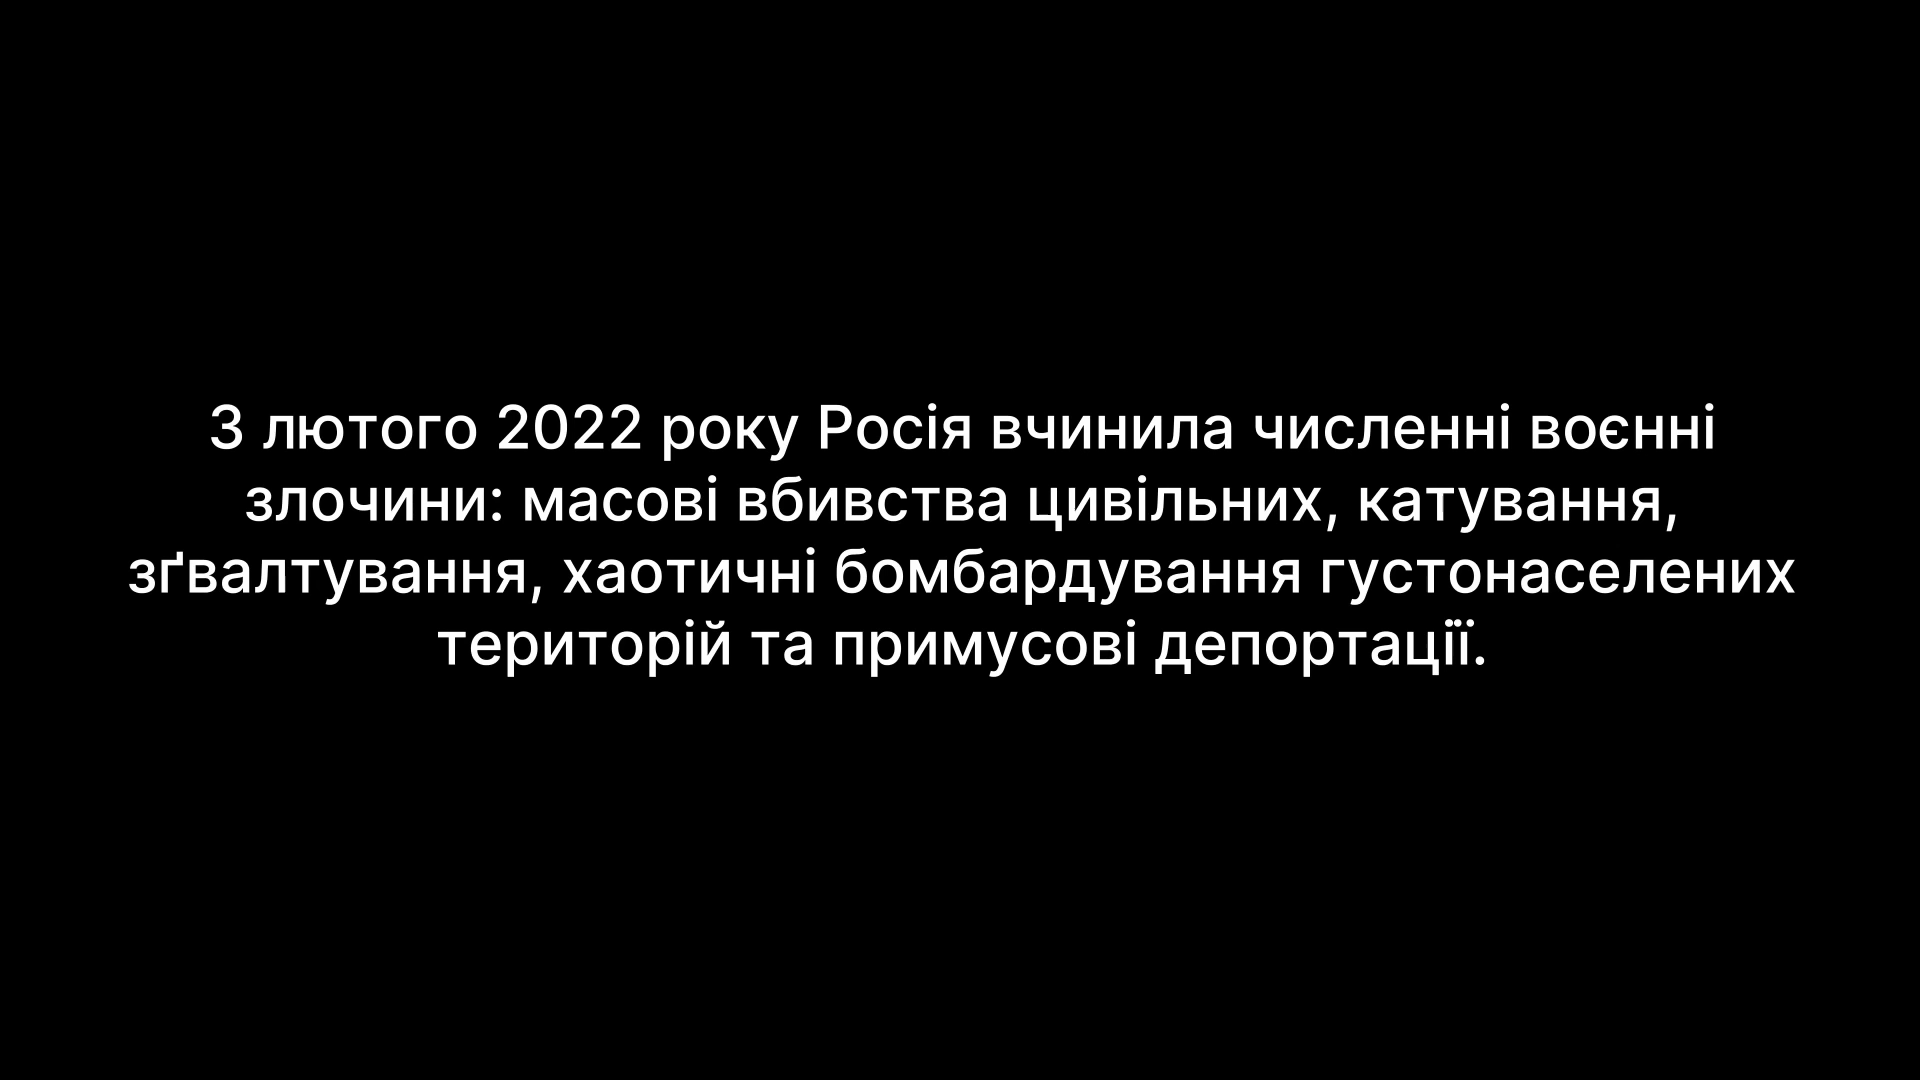 З лютого 2022 року Росія вчинила численні воєнні
злочини: масові вбивства цивільних, катування,
зґвалтування, хаотичні бомбардування густонаселених
територій та примусові депортації.